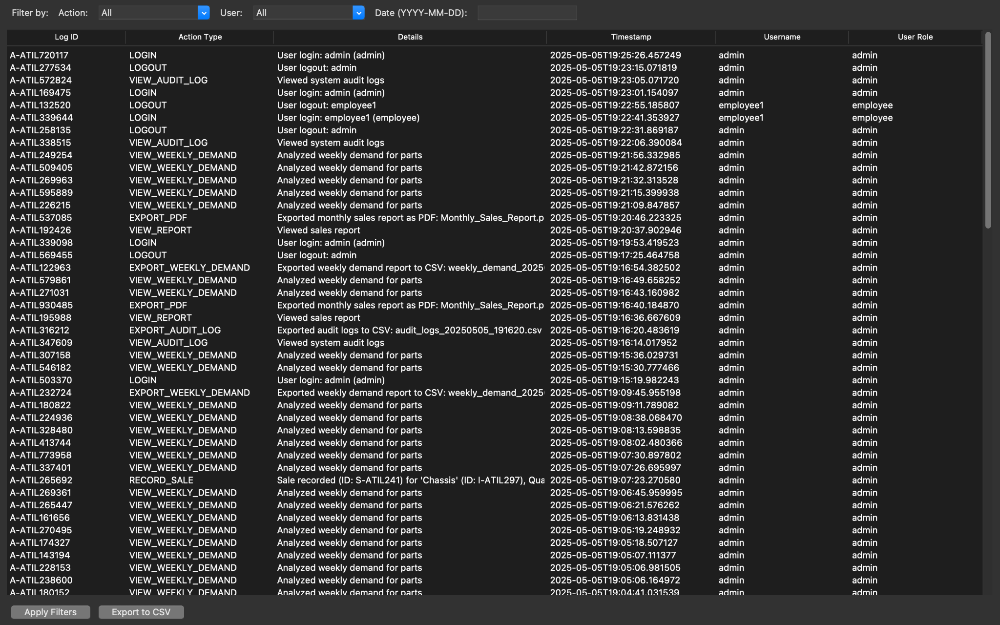 Filter by: Action: All User: All Date (YYYY-MM-DD):
Log ID Action Type Details Timestamp Username User Role
A-ATIL720117 LOGIN User login: admin (admin) 2025-05-05T19:25:26.457249 admin admin
A-ATIL277534 LOGOUT User logout: admin 2025-05-05T19:23:15.071819 admin admin
A-ATIL572824 VIEW_AUDIT_LOG Viewed system audit logs 2025-05-05T19:23:05.071720 admin admin
A-ATIL169475 LOGIN User login: admin (admin) 2025-05-05T19:23:01.154097 admin admin
A-ATIL132520 LOGOUT User logout: employee1 2025-05-05T19:22:55.185807 employee1 employee
A-ATIL339644 LOGIN User login: employee1 (employee) 2025-05-05T19:22:41.353927 employee1 employee
A-ATIL258135 LOGOUT User logout: admin 2025-05-05T19:22:31.869187 admin admin
A-ATIL338515 VIEW_AUDIT_LOG Viewed system audit logs 2025-05-05T19:22:06.390084 admin admin
A-ATIL249254 VIEW_WEEKLY_DEMAND Analyzed weekly demand for parts 2025-05-05T19:21:56.332985 admin admin
A-ATIL509405 VIEW_WEEKLY_DEMAND Analyzed weekly demand for parts 2025-05-05T19:21:42.872156 admin admin
A-ATIL269963 VIEW_WEEKLY_DEMAND Analyzed weekly demand for parts 2025-05-05T19:21:32.313528 admin admin
A-ATIL595889 VIEW_WEEKLY_DEMAND Analyzed weekly demand for parts 2025-05-05T19:21:15.399938 admin admin
A-ATIL226215 VIEW_WEEKLY_DEMAND Analyzed weekly demand for parts 2025-05-05T19:21:09.847857 admin admin
A-ATIL537085 EXPORT_PDF Exported monthly sales report as PDF: Monthly_Sales_Report.p 2025-05-05T19:20:46.223325 admin admin
A-ATIL192426 VIEW_REPORT Viewed sales report 2025-05-05T19:20:37.902946 admin admin
A-ATIL339098 LOGIN User login: admin (admin) 2025-05-05T19:19:53.419523 admin admin
A-ATIL569455 LOGOUT User logout: admin 2025-05-05T19:17:25.464758 admin admin
A-ATIL122963 EXPORT_WEEKLY_DEMAND Exported weekly demand report to CSV: weekly_demand_2025 2025-05-05T19:16:54.382502 admin admin
A-ATIL579861 VIEW_WEEKLY_DEMAND Analyzed weekly demand for parts 2025-05-05T19:16:49.658252 admin admin
A-ATIL271031 VIEW_WEEKLY_DEMAND Analyzed weekly demand for parts 2025-05-05T19:16:43.160982 admin admin
A-ATIL930485 EXPORT_PDF Exported monthly sales report as PDF: Monthly_Sales_Report.p 2025-05-05T19:16:40.184870 admin admin
A-ATIL195988 VIEW_REPORT Viewed sales report 2025-05-05T19:16:36.667609 admin admin
A-ATIL316212 EXPORT_AUDIT_LOG Exported audit logs to CSV: audit_logs_20250505_191620.csv 2025-05-05T19:16:20.483619 admin admin
A-ATIL347609 VIEW_AUDIT_LOG Viewed system audit logs 2025-05-05T19:16:14.017952 admin admin
A-ATIL307158 VIEW_WEEKLY_DEMAND Analyzed weekly demand for parts 2025-05-05T19:15:36.029731 admin admin
A-ATIL546182 VIEW_WEEKLY_DEMAND Analyzed weekly demand for parts 2025-05-05T19:15:30.777466 admin admin
A-ATIL503370 LOGIN User login: admin (admin) 2025-05-05T19:15:19.982243 admin admin
A-ATIL232724 EXPORT_WEEKLY_DEMAND Exported weekly demand report to CSV: weekly_demand_2025 2025-05-05T19:09:45.955198 admin admin
A-ATIL180822 VIEW_WEEKLY_DEMAND Analyzed weekly demand for parts 2025-05-05T19:09:11.789082 admin admin
A-ATIL224936 VIEW_WEEKLY_DEMAND Analyzed weekly demand for parts 2025-05-05T19:08:38.068470 admin admin
A-ATIL328480 VIEW_WEEKLY_DEMAND Analyzed weekly demand for parts 2025-05-05T19:08:13.598835 admin admin
A-ATIL413744 VIEW_WEEKLY_DEMAND Analyzed weekly demand for parts 2025-05-05T19:08:02.480366 admin admin
A-ATIL773958 VIEW_WEEKLY_DEMAND Analyzed weekly demand for parts 2025-05-05T19:07:30.897802 admin admin
A-ATIL337401 VIEW_WEEKLY_DEMAND Analyzed weekly demand for parts 2025-05-05T19:07:26.695997 admin admin
A-ATIL265692 RECORD_SALE Sale recorded (ID: S-ATIL241) for 'Chassis' (ID: I-ATIL297), Qua 2025-05-05T19:07:23.270580 admin admin
A-ATIL269361 VIEW_WEEKLY_DEMAND Analyzed weekly demand for parts 2025-05-05T19:06:45.959995 admin admin
A-ATIL265447 VIEW_WEEKLY_DEMAND Analyzed weekly demand for parts 2025-05-05T19:06:21.576262 admin admin
A-ATIL161656 VIEW_WEEKLY_DEMAND Analyzed weekly demand for parts 2025-05-05T19:06:13.831438 admin admin
A-ATIL270495 VIEW_WEEKLY_DEMAND Analyzed weekly demand for parts 2025-05-05T19:05:19.248932 admin admin
A-ATIL174327 VIEW_WEEKLY_DEMAND Analyzed weekly demand for parts 2025-05-05T19:05:18.507127 admin admin
A-ATIL143194 VIEW_WEEKLY_DEMAND Analyzed weekly demand for parts 2025-05-05T19:05:07.111377 admin admin
A-ATIL228153 VIEW_WEEKLY_DEMAND Analyzed weekly demand for parts 2025-05-05T19:05:06.981505 admin admin
A-ATIL238600 VIEW_WEEKLY_DEMAND Analyzed weekly demand for parts 2025-05-05T19:05:06.164972 admin admin
A-ATIL180152 VIEW_WEEKLY_DEMAND Analyzed weekly demand for parts 2025-05-05T19:04:41.031539 admin admin
Apply Filters Export to CSV